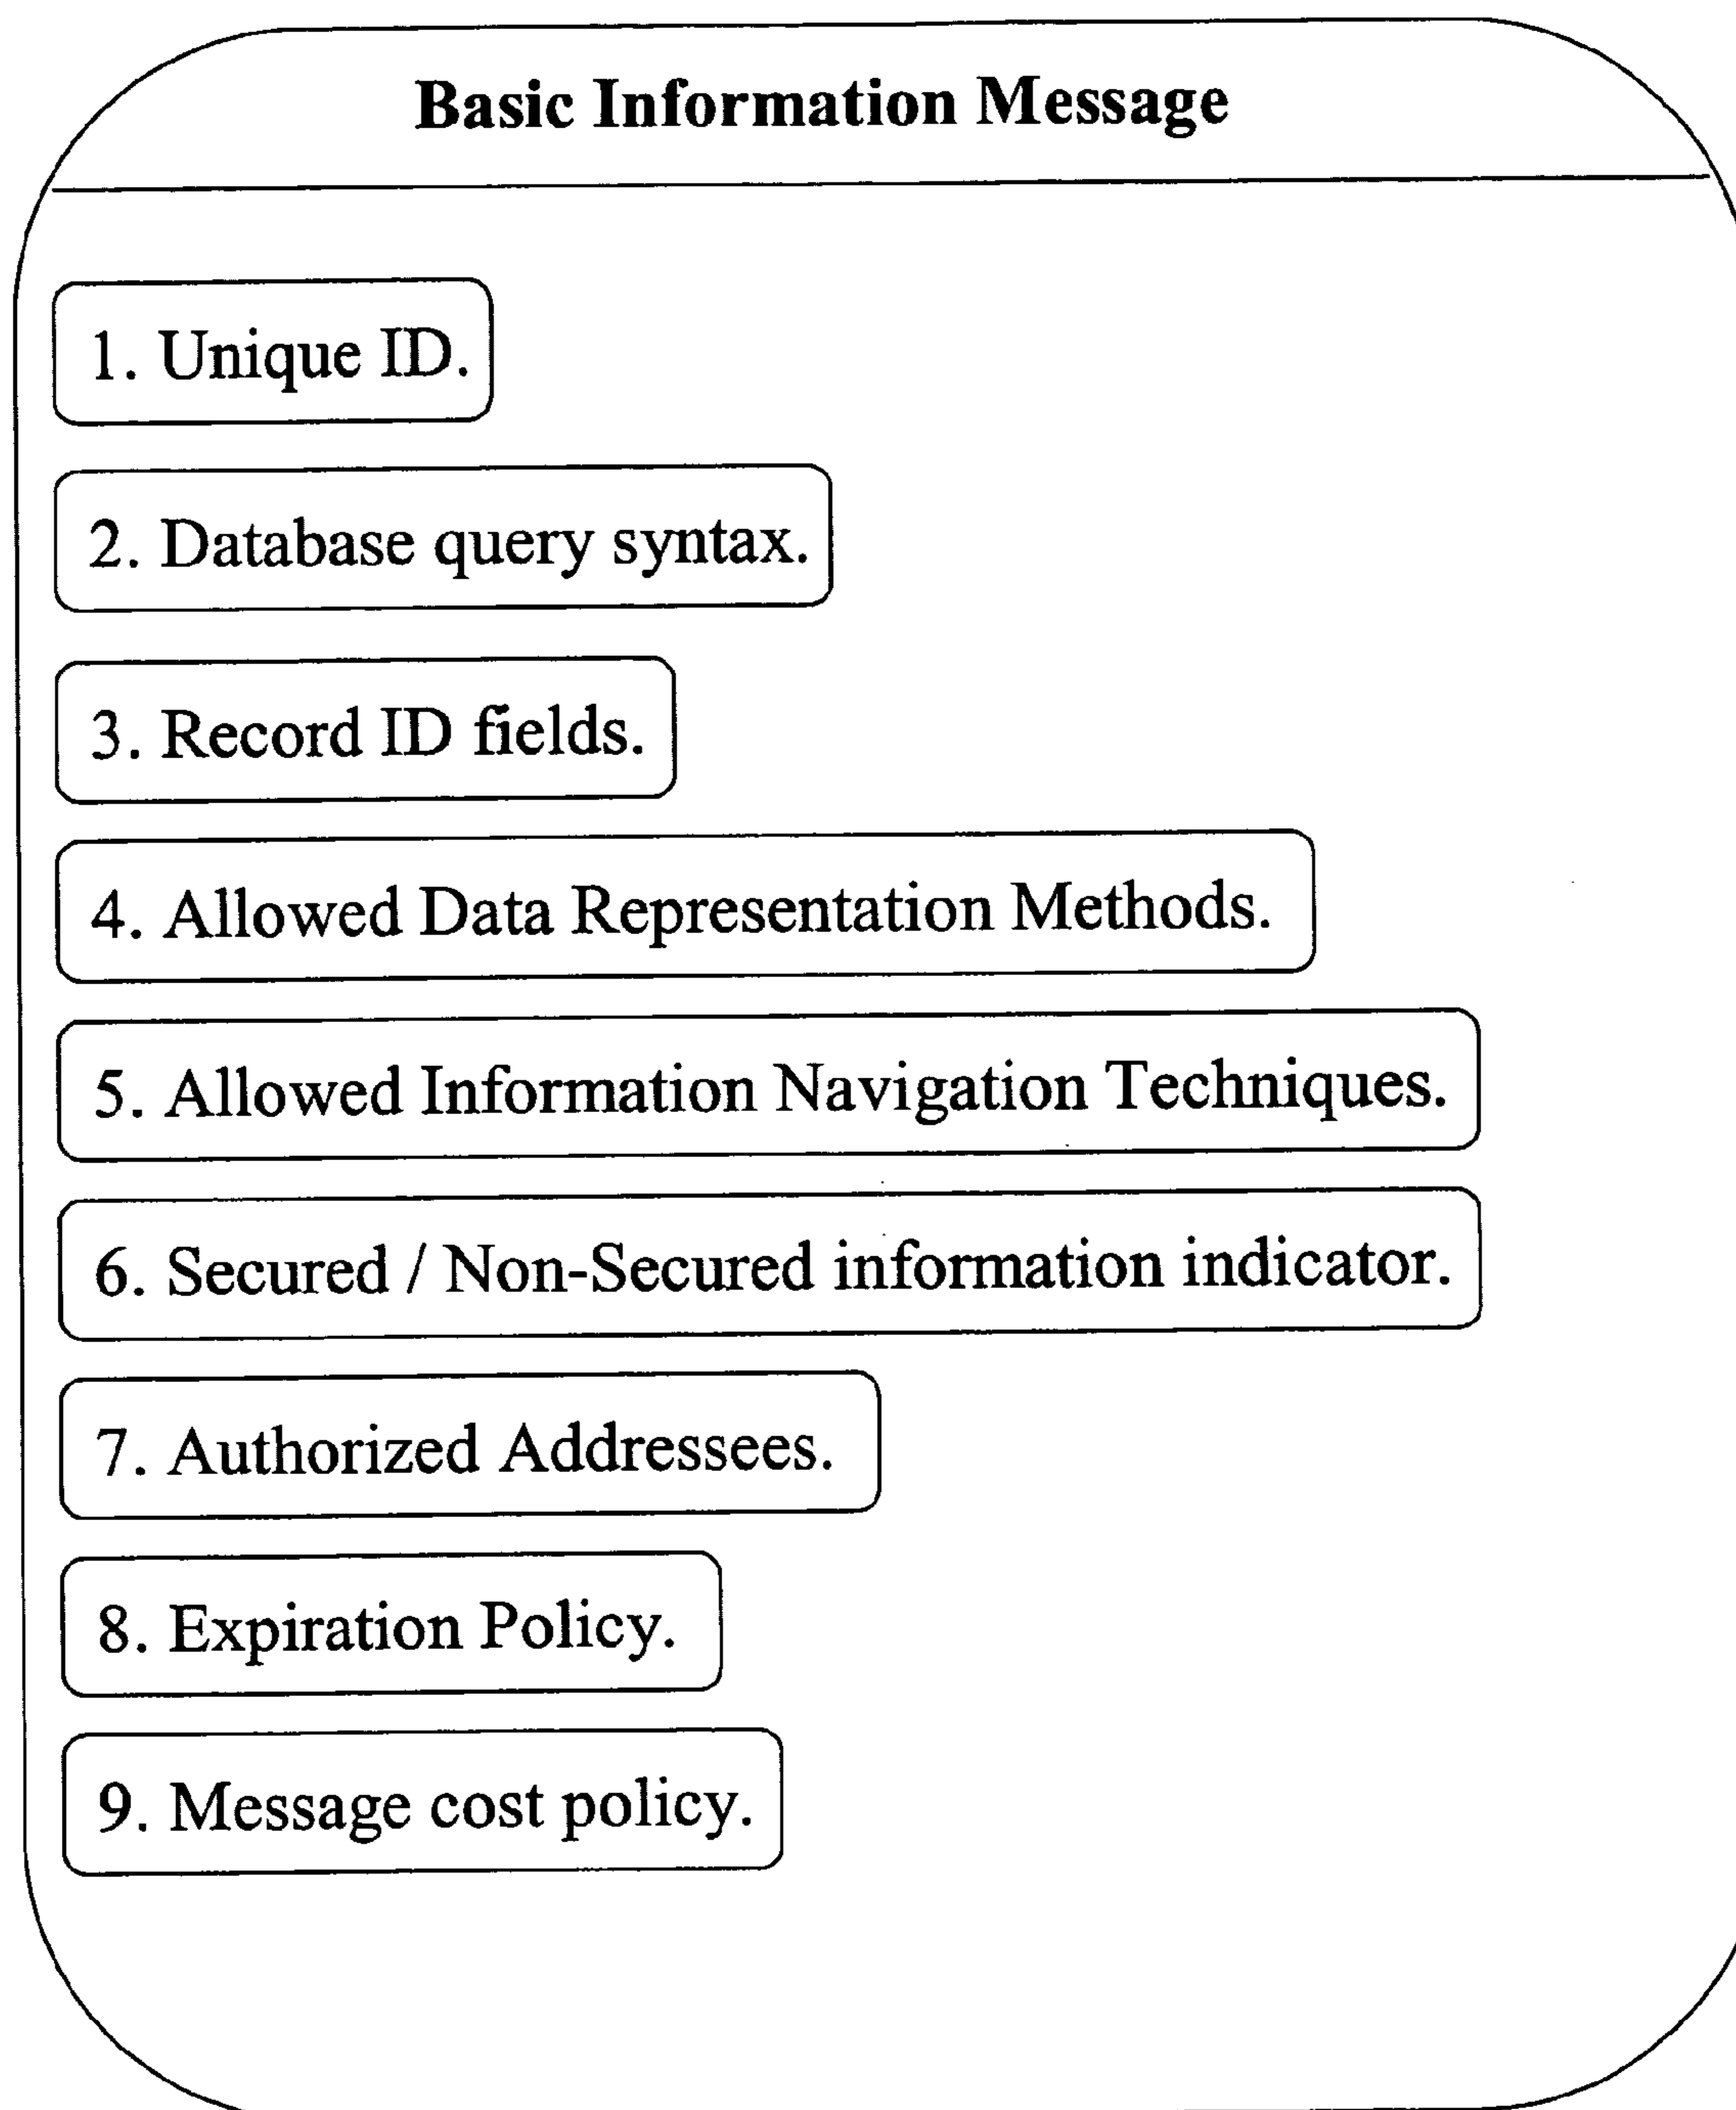 Basic Information Message
1. Unique ID.
2. Database query syntax.
3. Record ID fields.
4. Allowed Data Representation Methods.
5. Allowed Information Navigation Techniques.
6. Secured / Non-Secured information indicator.
7. Authorized Addressees.
8. Expiration Policy.
9. Message cost policy.